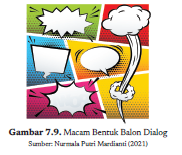 Gambar 7.9. Macam Bentuk Balon Dialog
Sumber: Nurmala Putri Mardianti (2021)